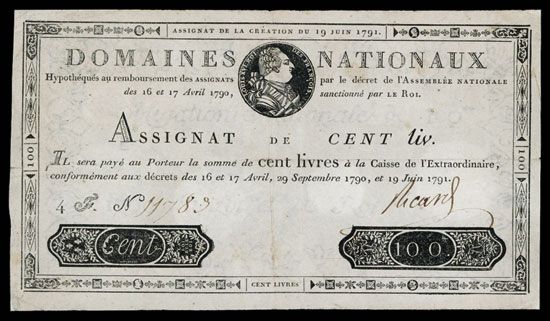 ASSIGNAT DE LA CRÉATION DU 19 JUIN 1791.
DOMAINES NATIONAUX
Hypothéqués au remboursement des ASSIGNATS par le décret de l'ASSEMBLÉE NATIONALE
des 16 et 17 Avril 1790, sanctionné par LE ROI.
ASSIGNAT DE CENT liv.
IL sera payé au Porteur la somme de cent livres à la Caisse de l'Extraordinaire,
conformément aux décrets des 16 et 17 Avril, 29 Septembre 1790, et 19 Juin 1791.
100
100
4 F. N 11783 Ricard
Cent 100
CENT LIVRES